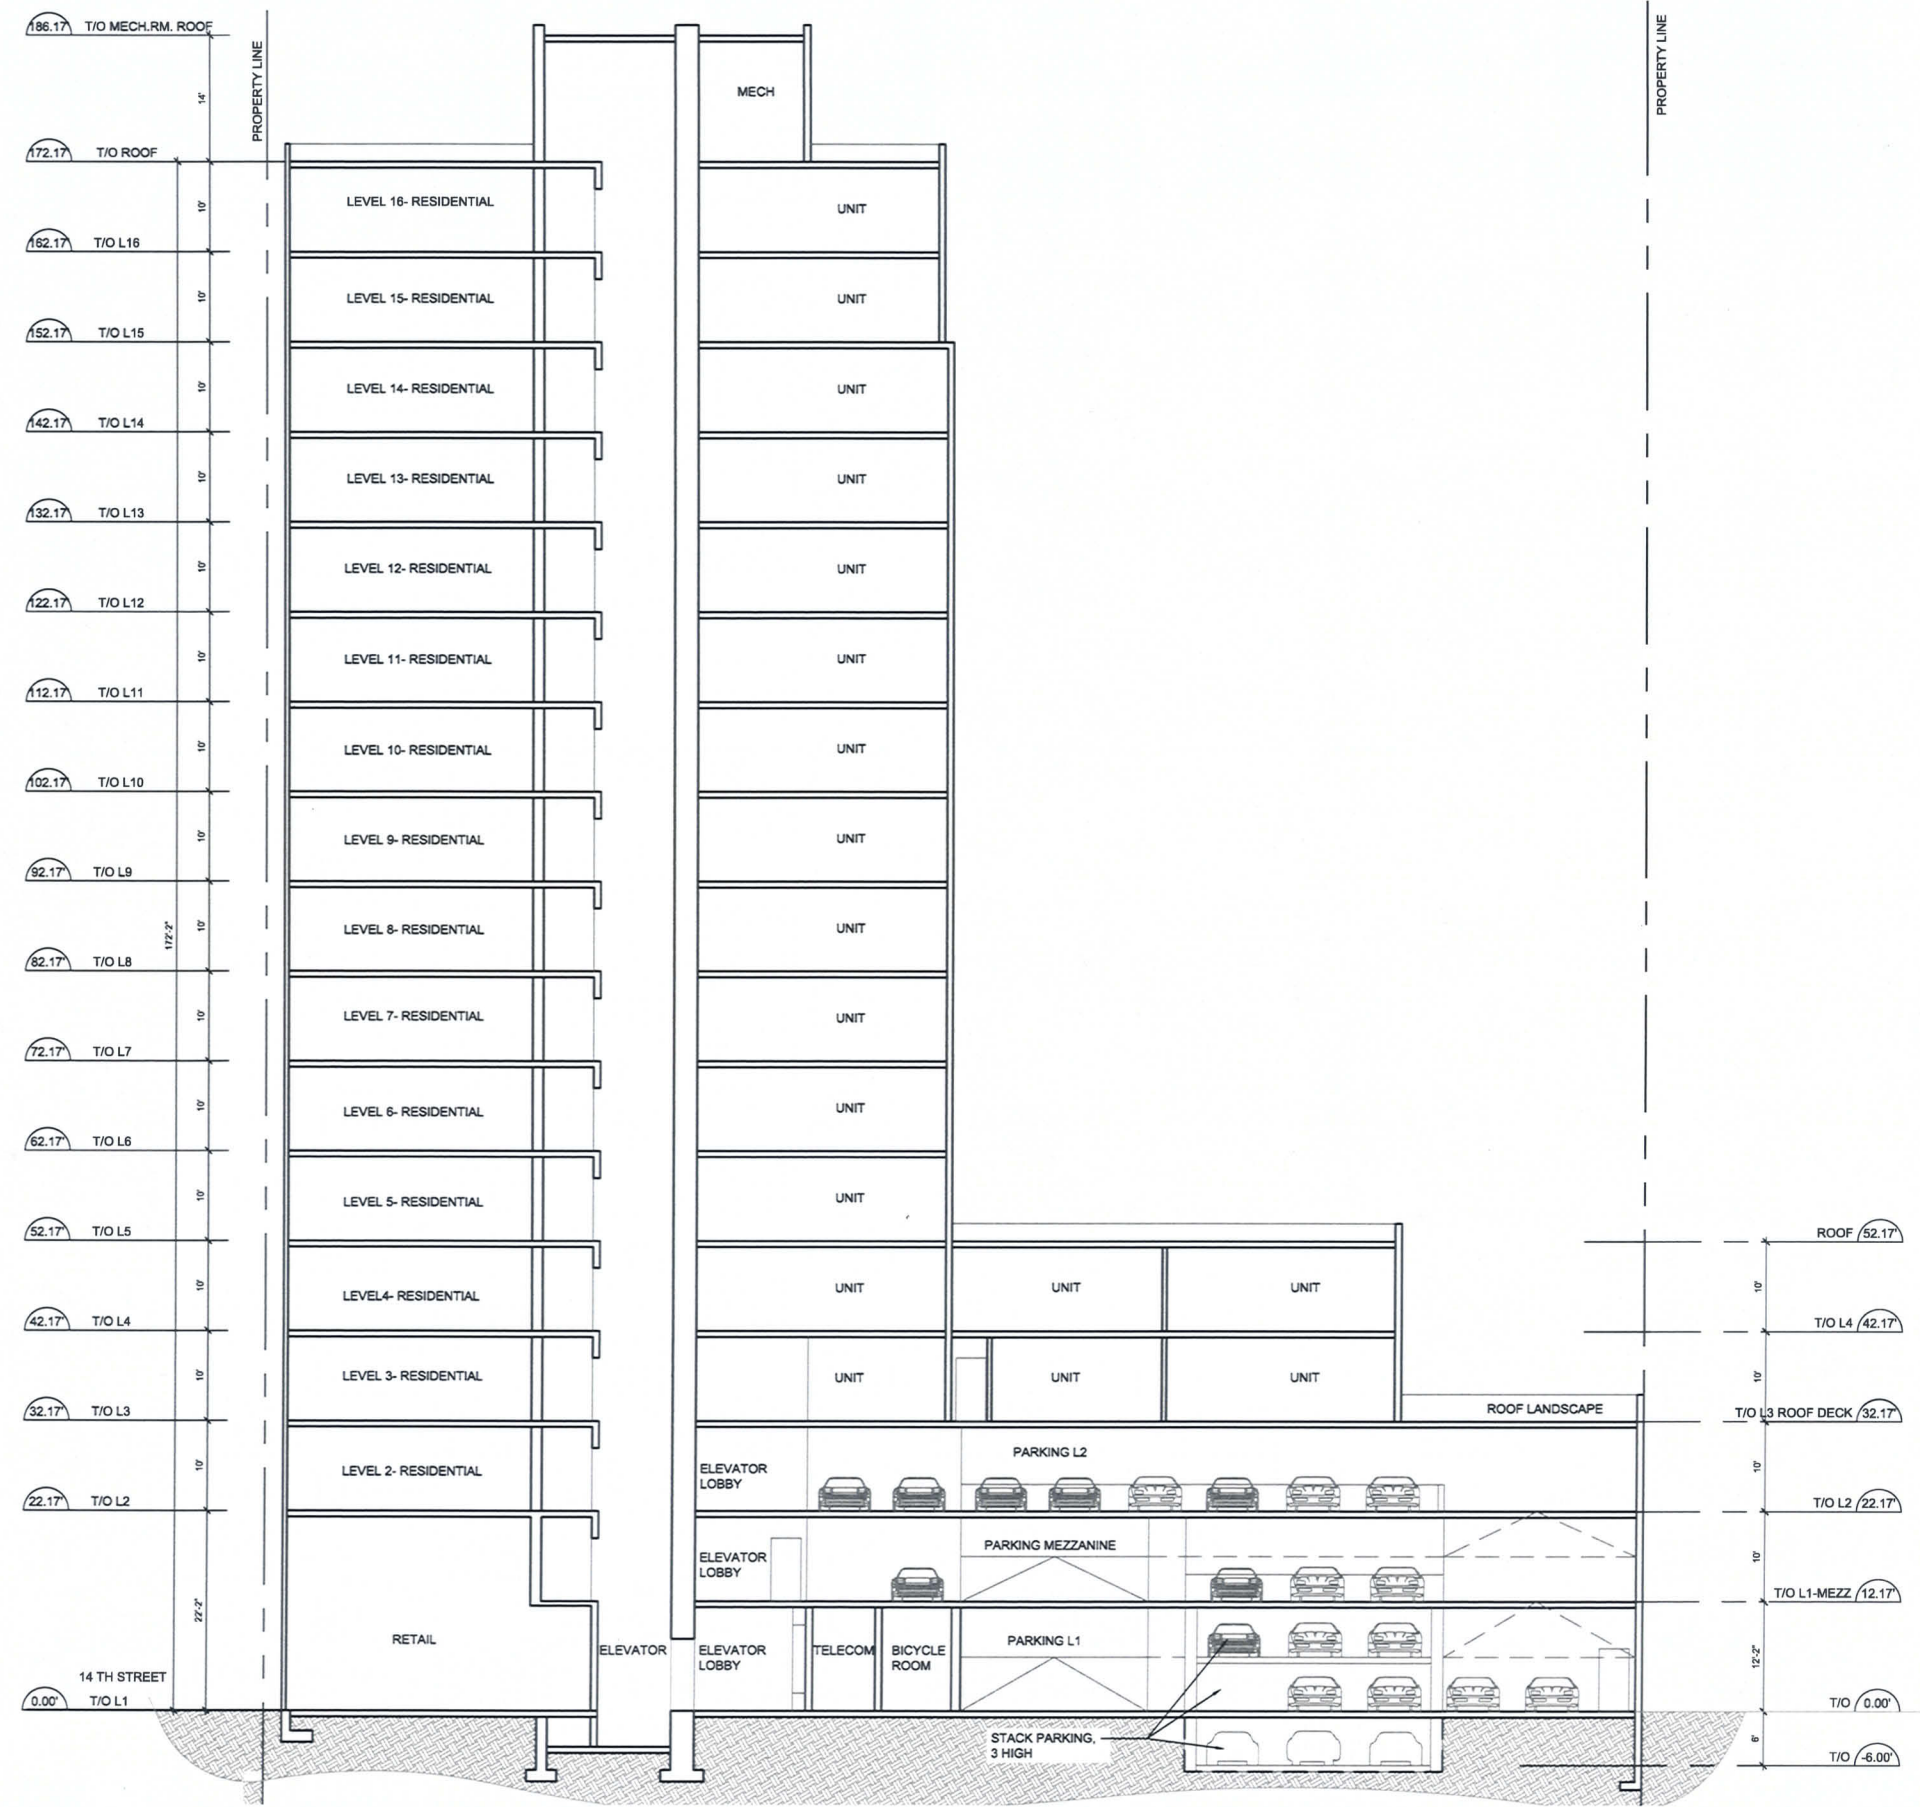 186.17' T/O MECH.RM. ROOF
PROPERTY LINE
PROPERTY LINE
14'
MECH
172.17' T/O ROOF
10'
LEVEL 16- RESIDENTIAL
UNIT
162.17' T/O L16
10'
LEVEL 15- RESIDENTIAL
UNIT
152.17' T/O L15
10'
LEVEL 14- RESIDENTIAL
UNIT
142.17' T/O L14
10'
LEVEL 13- RESIDENTIAL
UNIT
132.17' T/O L13
10'
LEVEL 12- RESIDENTIAL
UNIT
122.17' T/O L12
10'
LEVEL 11- RESIDENTIAL
UNIT
112.17' T/O L11
10'
LEVEL 10- RESIDENTIAL
UNIT
102.17' T/O L10
10'
LEVEL 9- RESIDENTIAL
UNIT
92.17' T/O L9
172'-2"
10'
LEVEL 8- RESIDENTIAL
UNIT
82.17' T/O L8
10'
LEVEL 7- RESIDENTIAL
UNIT
72.17' T/O L7
10'
LEVEL 6- RESIDENTIAL
UNIT
62.17' T/O L6
10'
LEVEL 5- RESIDENTIAL
UNIT
52.17' T/O L5
ROOF 52.17'
10'
LEVEL4- RESIDENTIAL
UNIT
UNIT
UNIT
10'
42.17' T/O L4
T/O L4 42.17'
10'
LEVEL 3- RESIDENTIAL
UNIT
UNIT
UNIT
10'
32.17' T/O L3
ROOF LANDSCAPE
T/O L3 ROOF DECK 32.17'
10'
LEVEL 2- RESIDENTIAL
ELEVATOR
LOBBY
PARKING L2
10'
22.17' T/O L2
T/O L2 22.17'
ELEVATOR
LOBBY
PARKING MEZZANINE
10'
T/O L1-MEZZ 12.17'
22'-2"
RETAIL
ELEVATOR
ELEVATOR
LOBBY
TELECOM
BICYCLE
ROOM
PARKING L1
12'-2"
14 TH STREET
0.00' T/O L1
T/O 0.00'
STACK PARKING,
3 HIGH
6'
T/O -6.00'